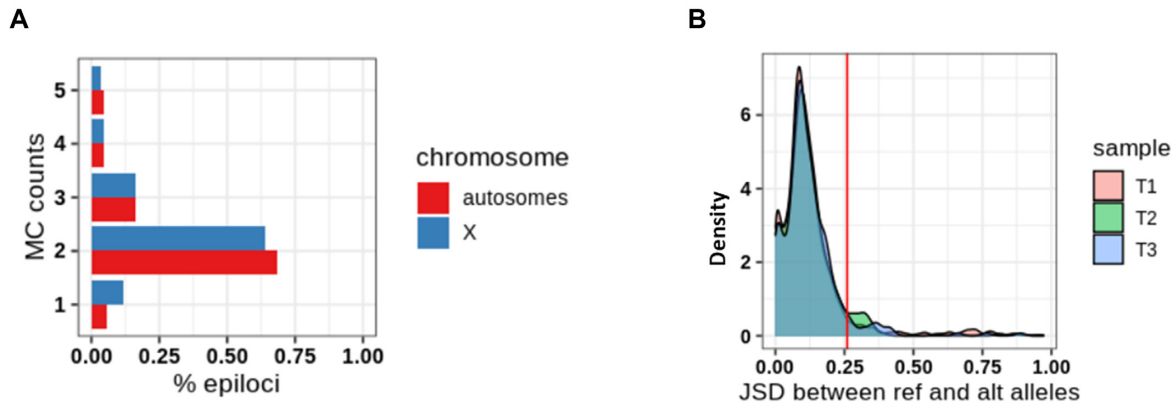 A
MC counts
5
4
3
2
1
0.00 0.25 0.50 0.75 1.00
% epiloci
chromosome
autosomes
X
B
Density
6
4
2
0
0.00 0.25 0.50 0.75 1.00
JSD between ref and alt alleles
sample
T1
T2
T3